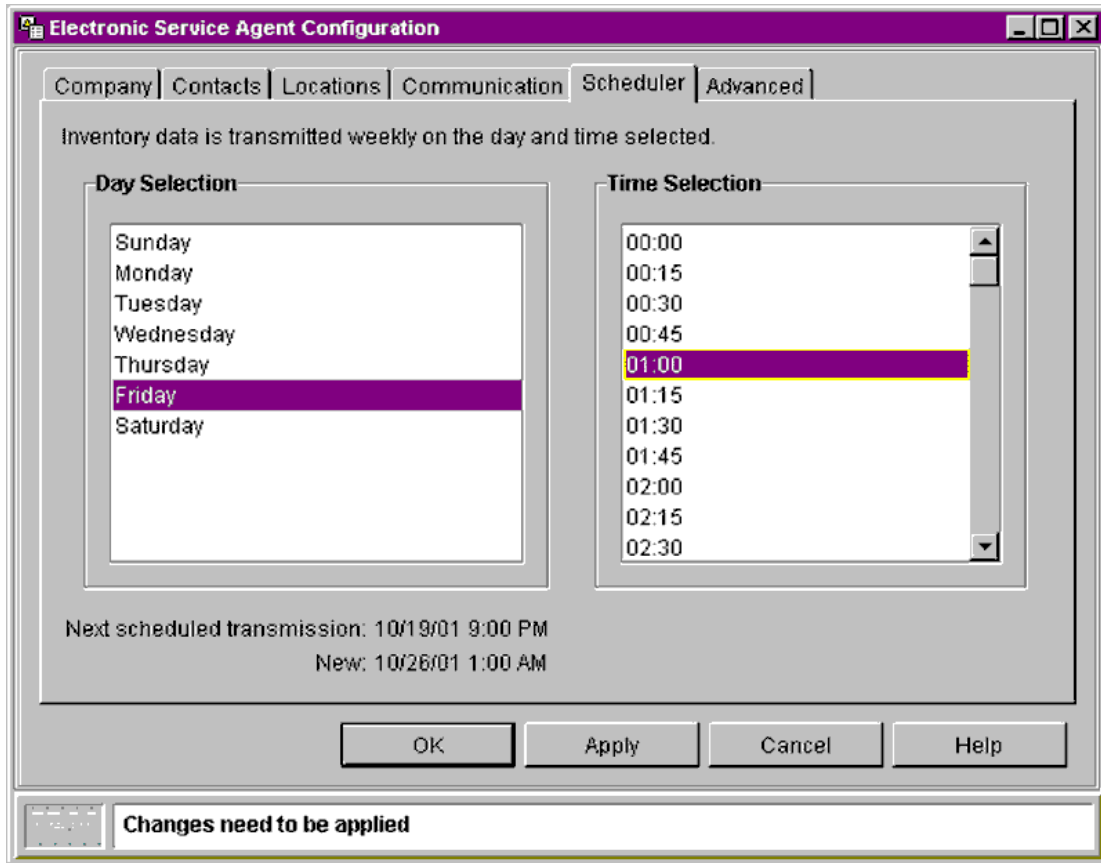 Electronic Service Agent Configuration
Company Contacts Locations Communication Scheduler Advanced
Inventory data is transmitted weekly on the day and time selected.
Day Selection
Sunday
Monday
Tuesday
Wednesday
Thursday
Friday
Saturday
Time Selection
00:00
00:15
00:30
00:45
01:00
01:15
01:30
01:45
02:00
02:15
02:30
Next scheduled transmission: 10/19/01 9:00 PM
New: 10/26/01 1:00 AM
OK Apply Cancel Help
Changes need to be applied